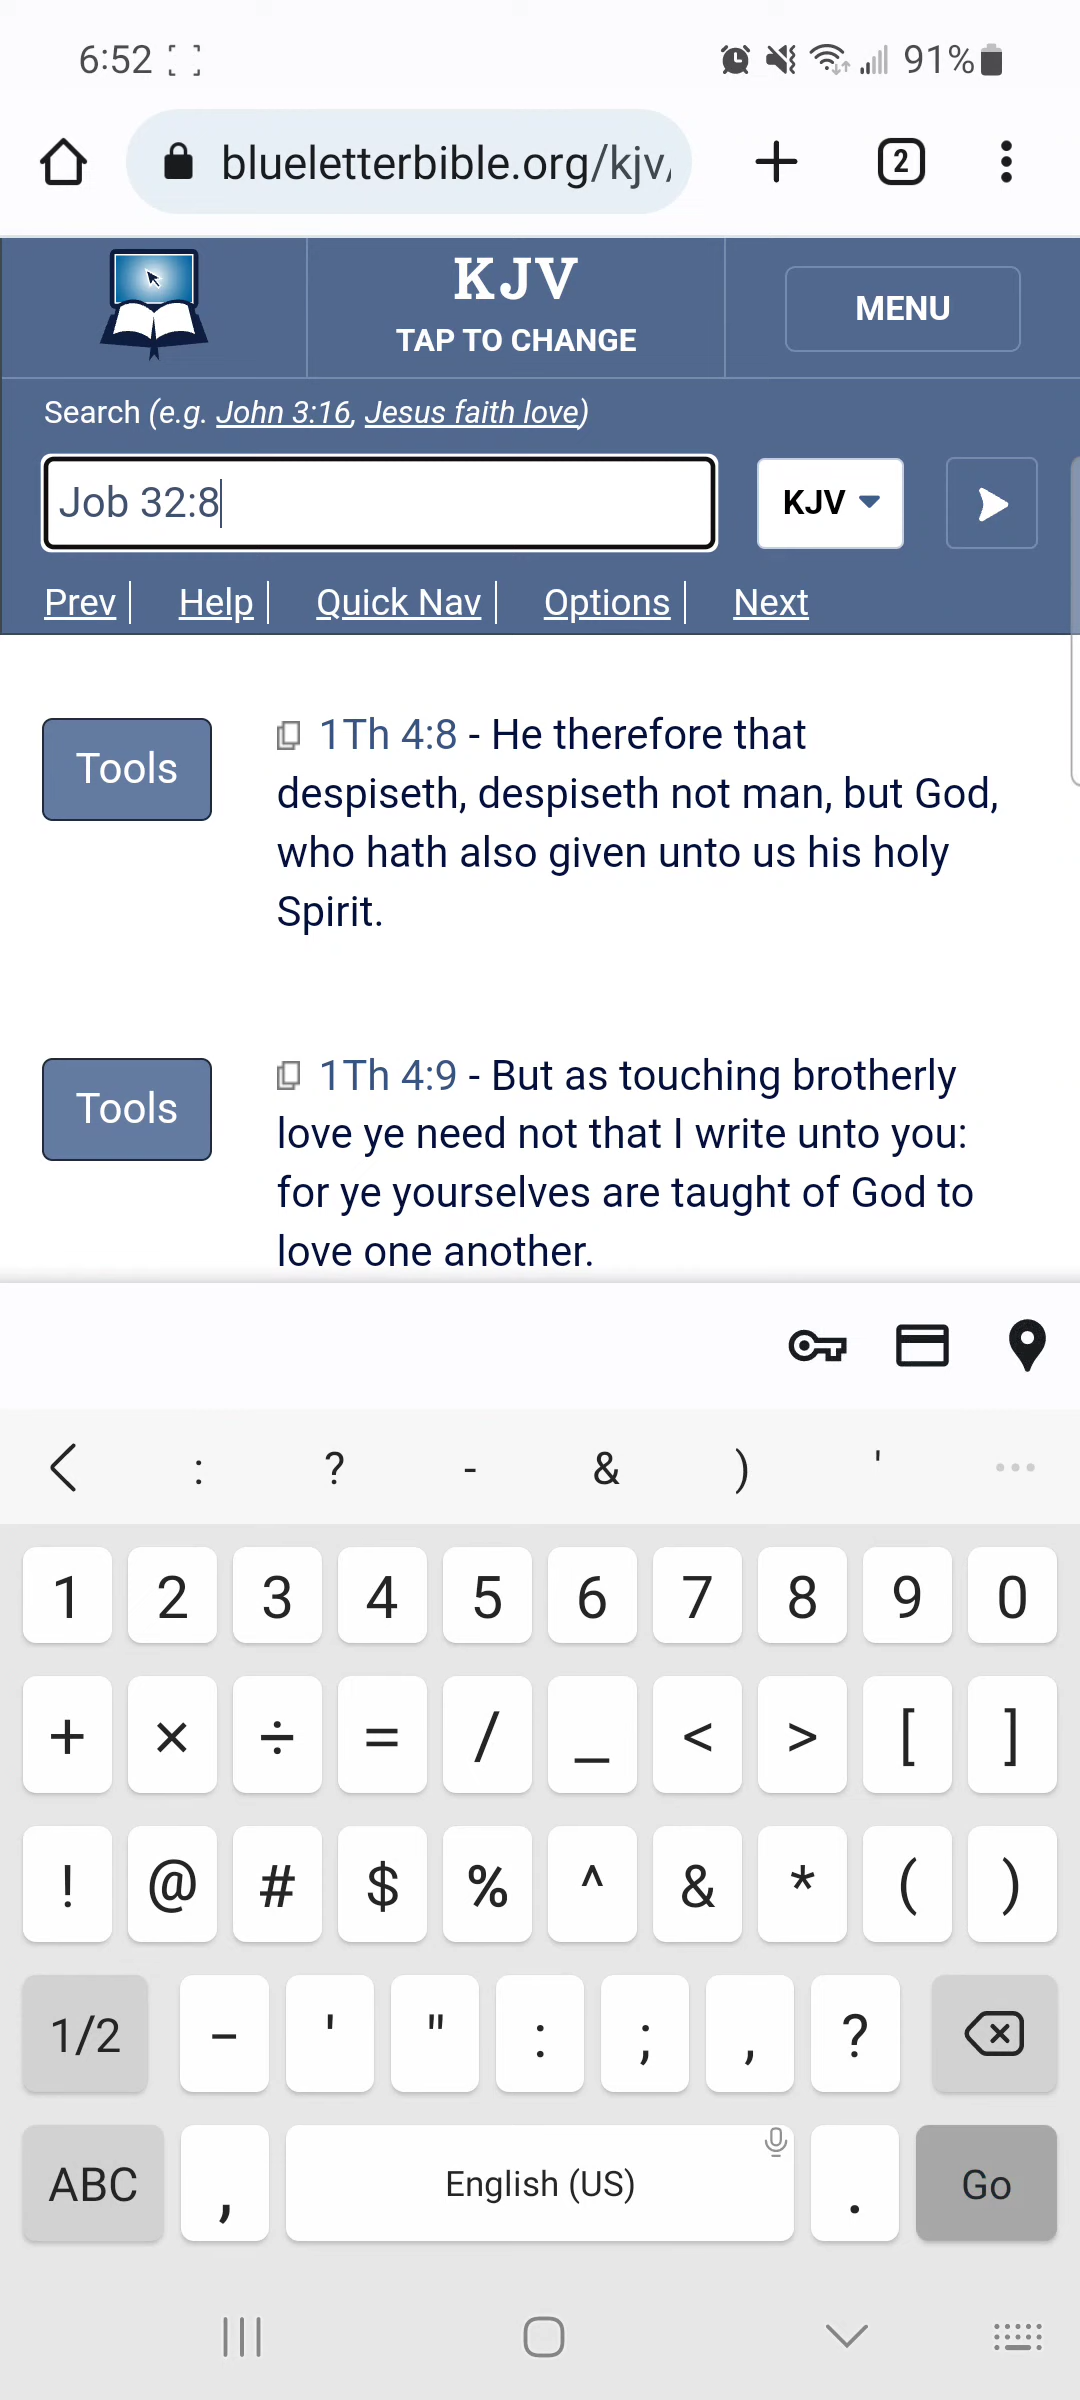 6:52 91%
blueletterbible.org/kjv/ 2
KJV
TAP TO CHANGE
MENU
Search (e.g. John 3:16, Jesus faith love)
Job 32:8 KJV
Prev | Help | Quick Nav | Options | Next
Tools
1Th 4:8 - He therefore that
despiseth, despiseth not man, but God,
who hath also given unto us his holy
Spirit.
Tools
1Th 4:9 - But as touching brotherly
love ye need not that I write unto you:
for ye yourselves are taught of God to
love one another.
: ? - & ) ' ...
1 2 3 4 5 6 7 8 9 0
+ × ÷ = / _ < > [ ]
! @ # $ % ^ & * ( )
1/2 - ' " : ; , ?
ABC , English (US) . Go